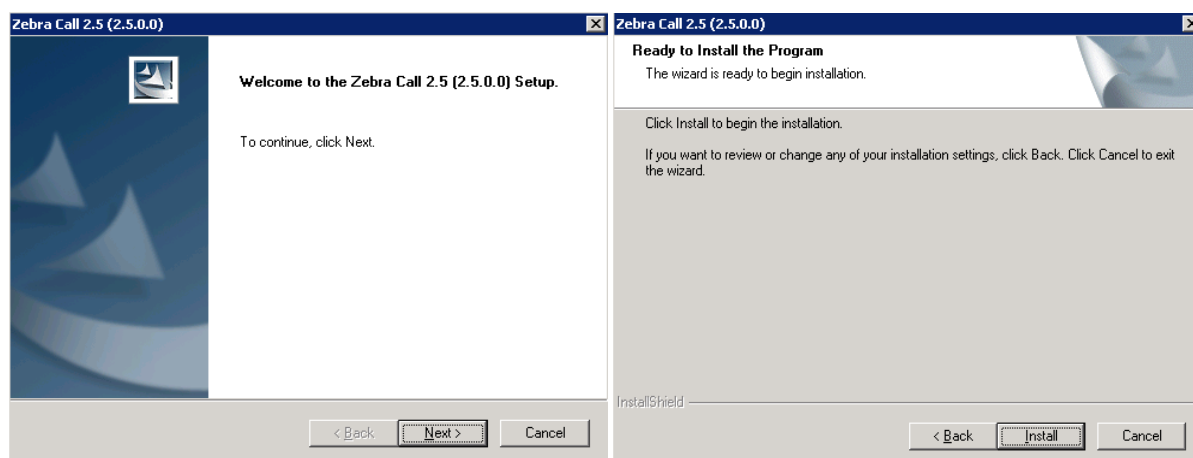 Zebra Call 2.5 (2.5.0.0)
Welcome to the Zebra Call 2.5 (2.5.0.0) Setup.
To continue, click Next.
< Back
Next >
Cancel
Zebra Call 2.5 (2.5.0.0)
Ready to Install the Program
The wizard is ready to begin installation.
Click Install to begin the installation.
If you want to review or change any of your installation settings, click Back. Click Cancel to exit
the wizard.
InstallShield
< Back
Install
Cancel